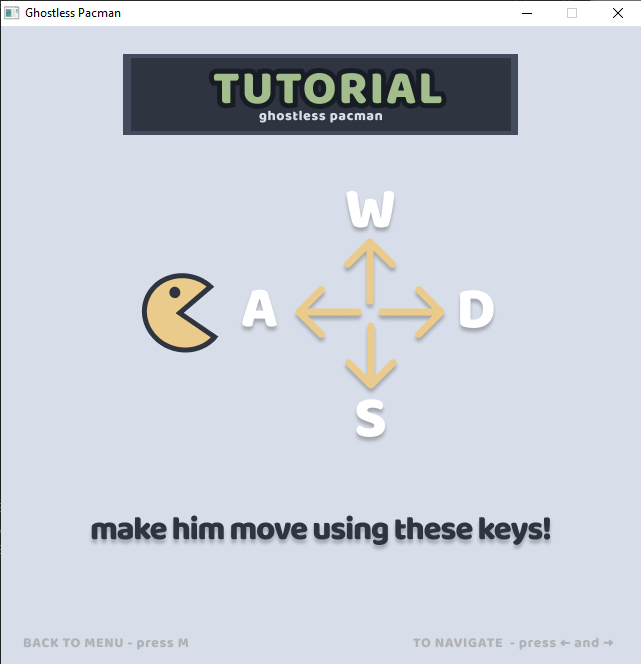 Ghostless Pacman
TUTORIAL
ghostless pacman
W
A D
S
make him move using these keys!
BACK TO MENU - press M
TO NAVIGATE - press ← and →